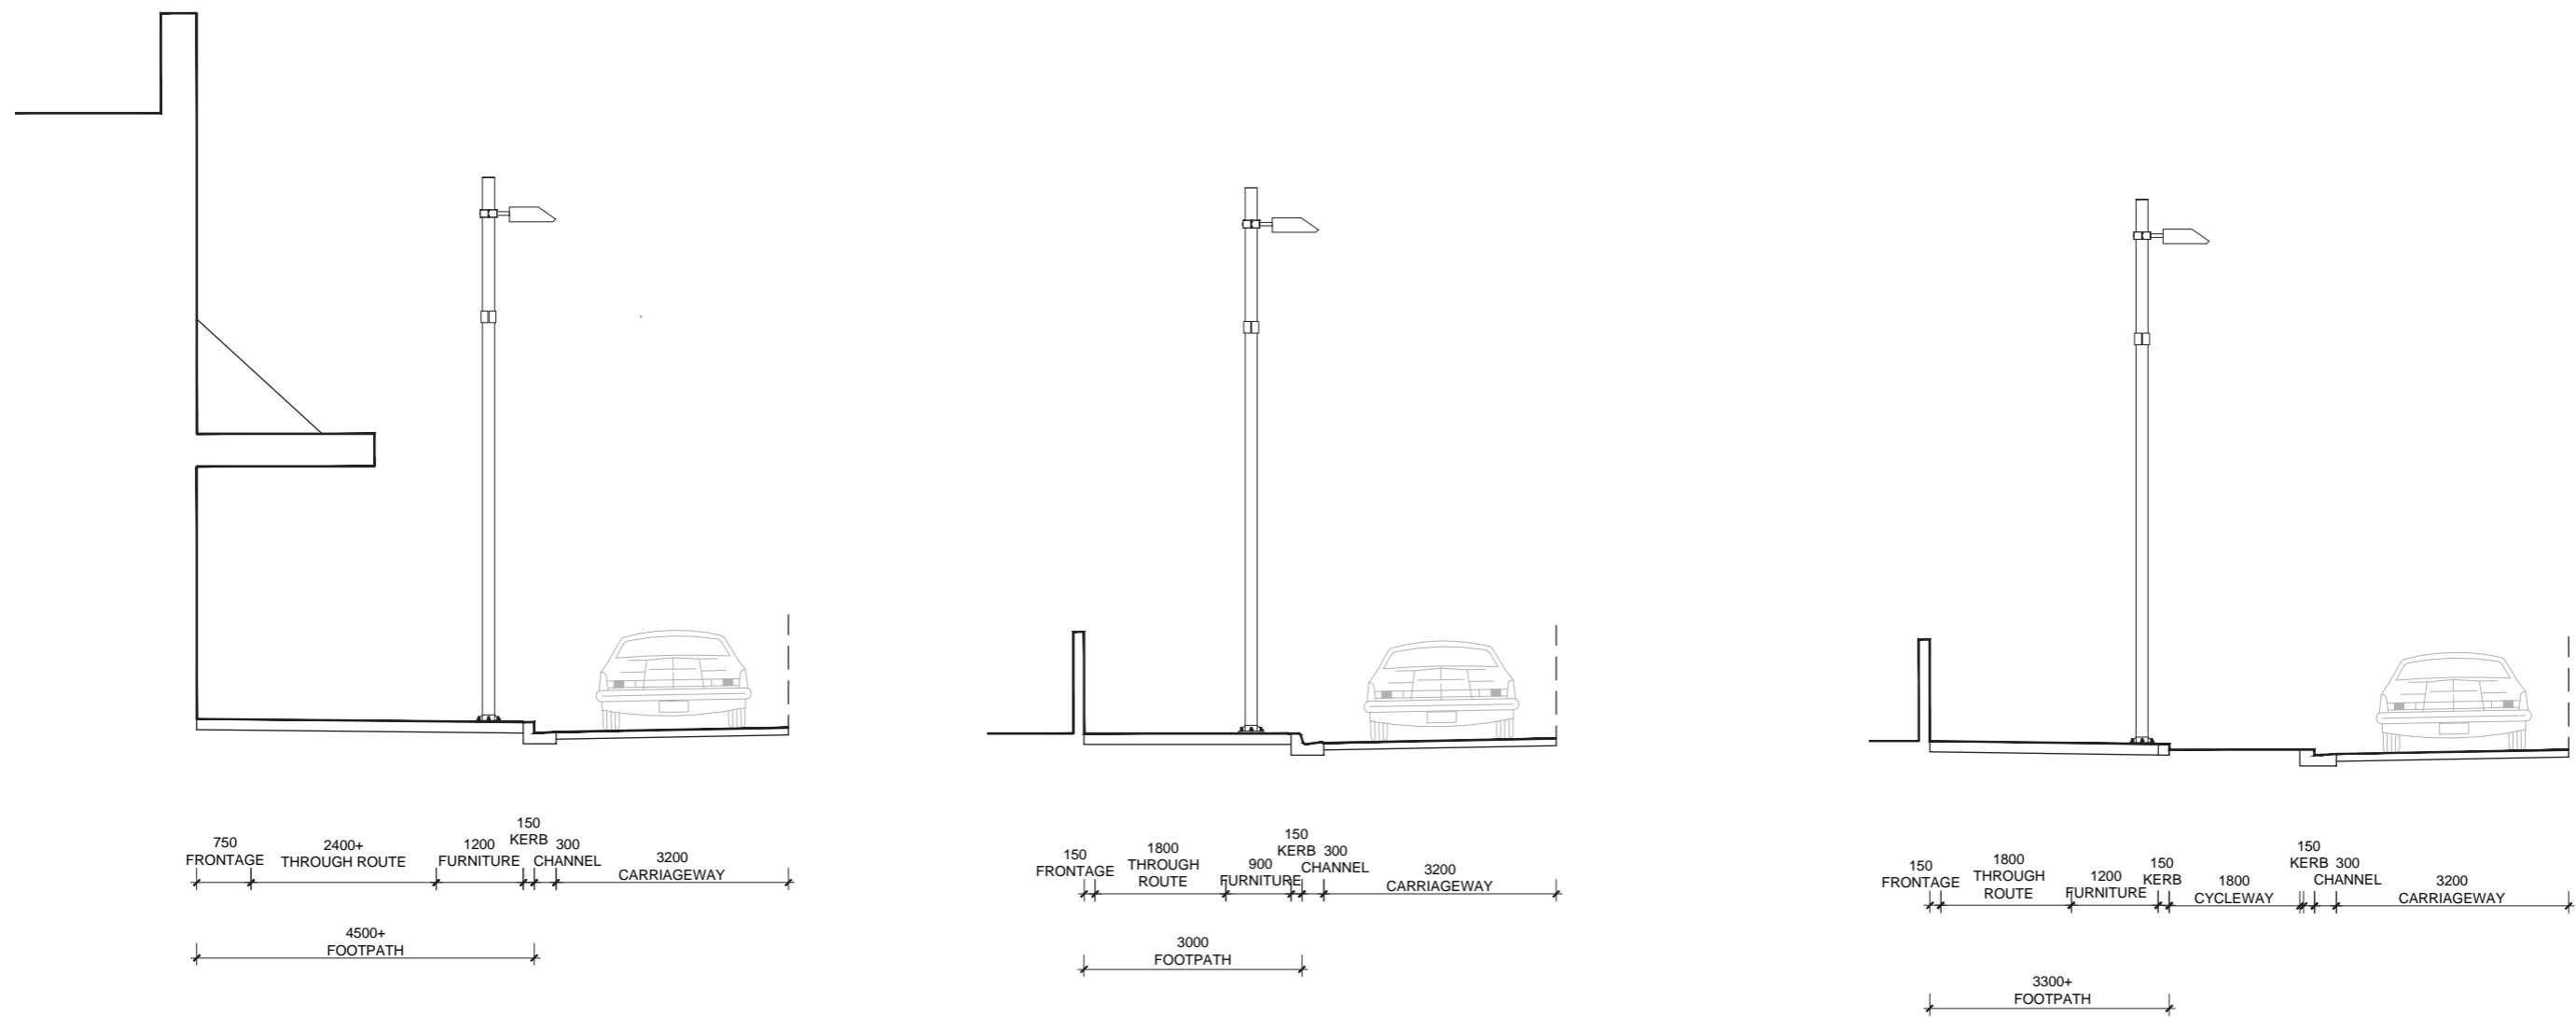 750
FRONTAGE
2400+
THROUGH ROUTE
1200
FURNITURE
150
KERB
300
CHANNEL
3200
CARRIAGEWAY
4500+
FOOTPATH
150
FRONTAGE
1800
THROUGH
ROUTE
900
FURNITURE
150
KERB
300
CHANNEL
3200
CARRIAGEWAY
3000
FOOTPATH
150
FRONTAGE
1800
THROUGH
ROUTE
1200
FURNITURE
150
KERB
1800
CYCLEWAY
150
KERB
300
CHANNEL
3200
CARRIAGEWAY
3300+
FOOTPATH